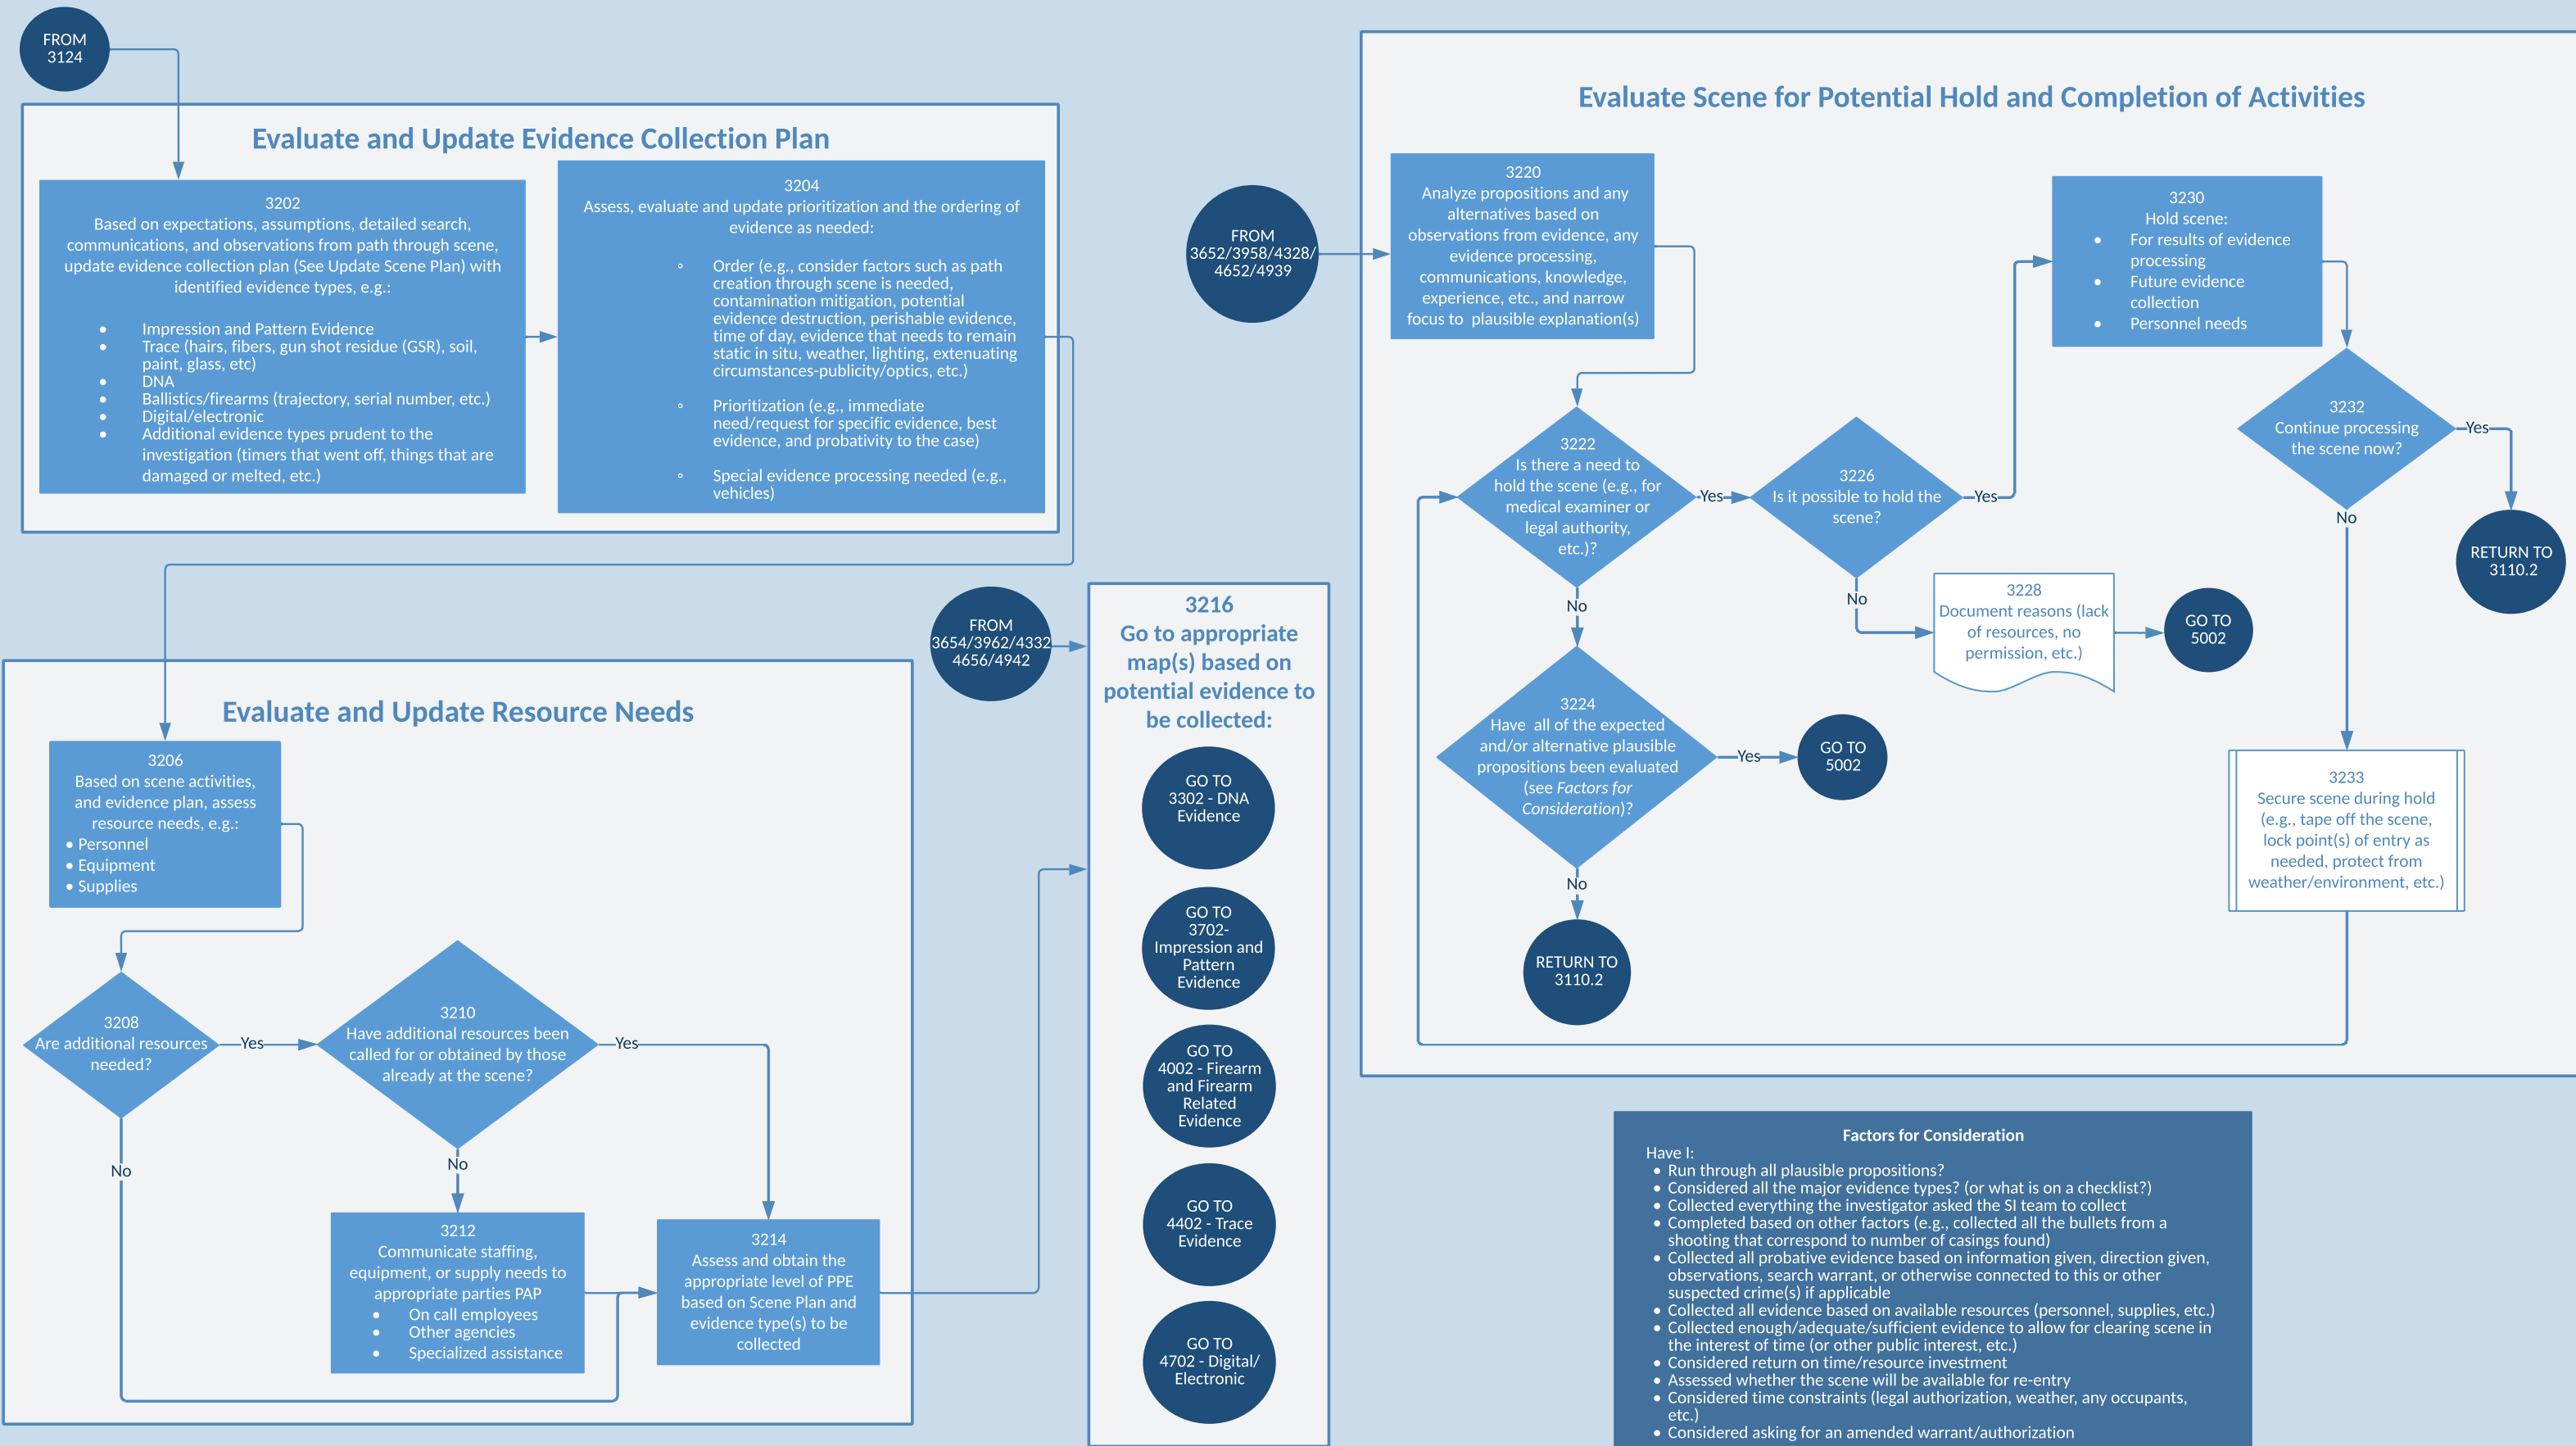 FROM
3124
Evaluate and Update Evidence Collection Plan
3202
Based on expectations, assumptions, detailed search,
communications, and observations from path through scene,
update evidence collection plan (See Update Scene Plan) with
identified evidence types, e.g.:
● Impression and Pattern Evidence
● Trace (hairs, fibers, gun shot residue (GSR), soil,
paint, glass, etc)
● DNA
● Ballistics/firearms (trajectory, serial number, etc.)
● Digital/electronic
● Additional evidence types prudent to the
investigation (timers that went off, things that are
damaged or melted, etc.)
3204
Assess, evaluate and update prioritization and the ordering of
evidence as needed:
○ Order (e.g., consider factors such as path
creation through scene is needed,
contamination mitigation, potential
evidence destruction, perishable evidence,
time of day, evidence that needs to remain
static in situ, weather, lighting, extenuating
circumstances-publicity/optics, etc.)
○ Prioritization (e.g., immediate
need/request for specific evidence, best
evidence, and probativity to the case)
○ Special evidence processing needed (e.g.,
vehicles)
Evaluate and Update Resource Needs
3206
Based on scene activities,
and evidence plan, assess
resource needs, e.g.:
● Personnel
● Equipment
● Supplies
3208
Are additional resources
needed?
Yes
No
3210
Have additional resources been
called for or obtained by those
already at the scene?
Yes
No
3212
Communicate staffing,
equipment, or supply needs to
appropriate parties PAP
● On call employees
● Other agencies
● Specialized assistance
3214
Assess and obtain the
appropriate level of PPE
based on Scene Plan and
evidence type(s) to be
collected
FROM
3654/3962/4332
4656/4942
3216
Go to appropriate
map(s) based on
potential evidence to
be collected:
GO TO
3302 - DNA
Evidence
GO TO
3702-
Impression and
Pattern
Evidence
GO TO
4002 - Firearm
and Firearm
Related
Evidence
GO TO
4402 - Trace
Evidence
GO TO
4702 - Digital/
Electronic
Evaluate Scene for Potential Hold and Completion of Activities
FROM
3652/3958/4328/
4652/4939
3220
Analyze propositions and any
alternatives based on
observations from evidence, any
evidence processing,
communications, knowledge,
experience, etc., and narrow
focus to plausible explanation(s)
3222
Is there a need to
hold the scene (e.g., for
medical examiner or
legal authority,
etc.)?
Yes
No
3226
Is it possible to hold the
scene?
Yes
No
3228
Document reasons (lack
of resources, no
permission, etc.)
GO TO
5002
3224
Have all of the expected
and/or alternative plausible
propositions been evaluated
(see Factors for
Consideration)?
Yes
GO TO
5002
No
RETURN TO
3110.2
3230
Hold scene:
● For results of evidence
processing
● Future evidence
collection
● Personnel needs
3232
Continue processing
the scene now?
Yes
RETURN TO
3110.2
No
3233
Secure scene during hold
(e.g., tape off the scene,
lock point(s) of entry as
needed, protect from
weather/environment, etc.)
Factors for Consideration
Have I:
● Run through all plausible propositions?
● Considered all the major evidence types? (or what is on a checklist?)
● Collected everything the investigator asked the SI team to collect
● Completed based on other factors (e.g., collected all the bullets from a
shooting that correspond to number of casings found)
● Collected all probative evidence based on information given, direction given,
observations, search warrant, or otherwise connected to this or other
suspected crime(s) if applicable
● Collected all evidence based on available resources (personnel, supplies, etc.)
● Collected enough/adequate/sufficient evidence to allow for clearing scene in
the interest of time (or other public interest, etc.)
● Considered return on time/resource investment
● Assessed whether the scene will be available for re-entry
● Considered time constraints (legal authorization, weather, any occupants,
etc.)
● Considered asking for an amended warrant/authorization